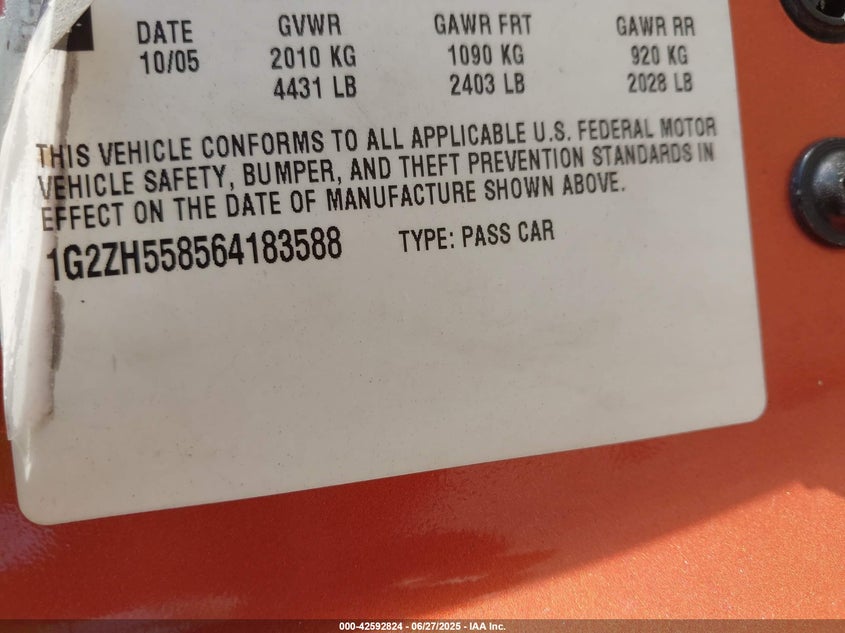 DATE GVWR GAWR FRT GAWR RR
10/05 2010 KG 1090 KG 920 KG
4431 LB 2403 LB 2028 LB
THIS VEHICLE CONFORMS TO ALL APPLICABLE U.S. FEDERAL MOTOR
VEHICLE SAFETY, BUMPER, AND THEFT PREVENTION STANDARDS IN
EFFECT ON THE DATE OF MANUFACTURE SHOWN ABOVE.
1G2ZH558564183588 TYPE: PASS CAR
000-42592824 - 06/27/2025 - IAA Inc.